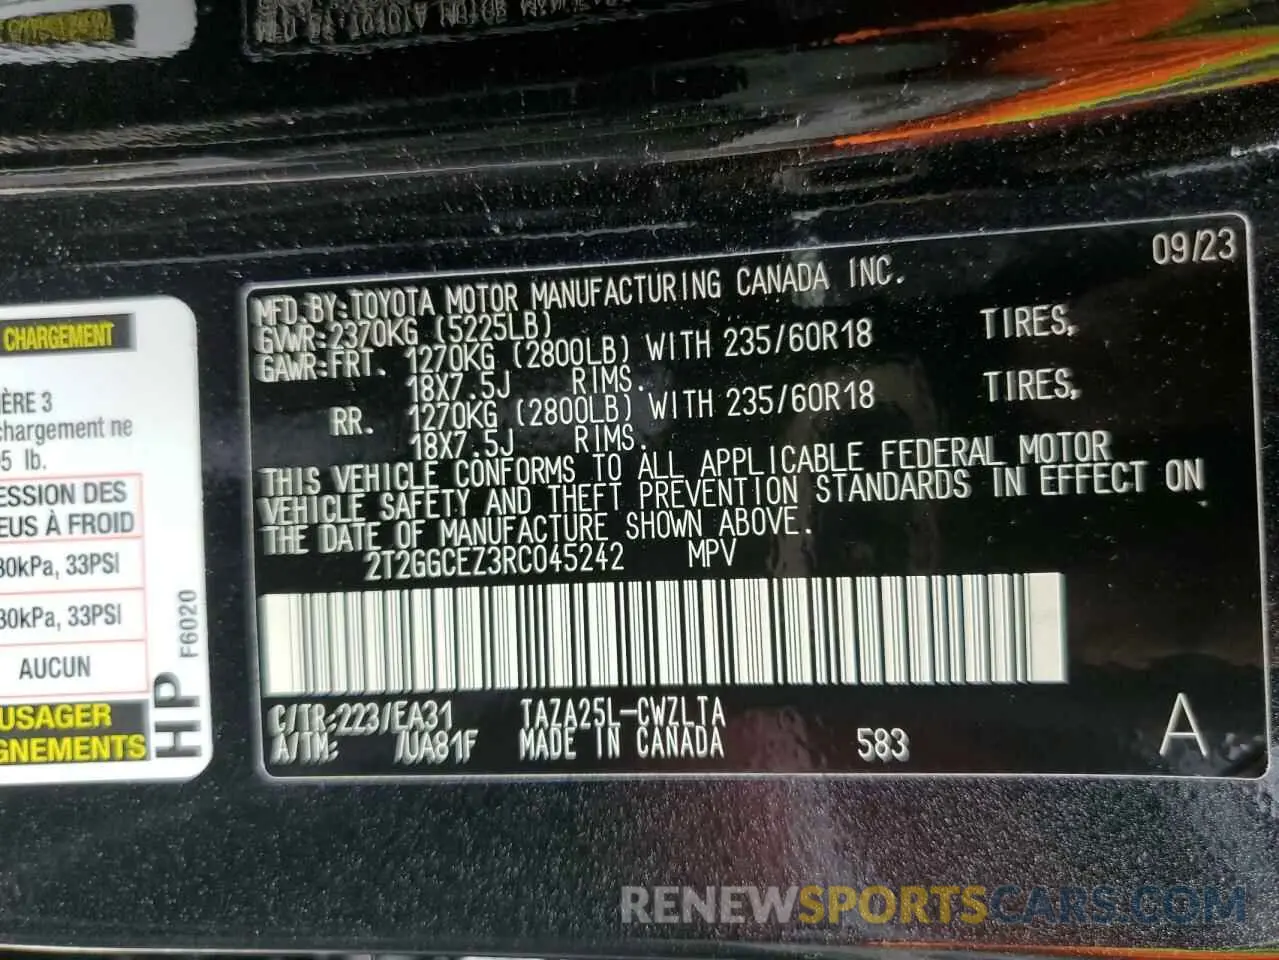 09/23
MFD.BY:TOYOTA MOTOR MANUFACTURING CANADA INC.
GVWR:2370KG (5225LB)
GAWR:FRT. 1270KG (2800LB) WITH 235/60R18 TIRES,
18X7.5J RIMS.
RR. 1270KG (2800LB) WITH 235/60R18 TIRES,
18X7.5J RIMS.
THIS VEHICLE CONFORMS TO ALL APPLICABLE FEDERAL MOTOR
VEHICLE SAFETY AND THEFT PREVENTION STANDARDS IN EFFECT ON
THE DATE OF MANUFACTURE SHOWN ABOVE.
2T2GGCEZ3RC045242 MPV
C/TR:223/EA31 TAZA25L-CWZLTA
A/TM: /UA81F MADE IN CANADA 583
A
CHARGEMENT
ÈRE 3
chargement ne
5 lb.
ESSION DES
EUS À FROID
30kPa, 33PSI
30kPa, 33PSI
AUCUN
USAGER
GNEMENTS
F6020
HP
RENEWSPORTSCARS.COM